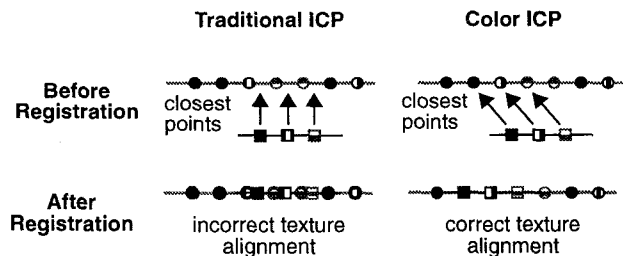 Traditional ICP
Color ICP
Before
Registration
closest
points
closest
points
After
Registration
incorrect texture
alignment
correct texture
alignment